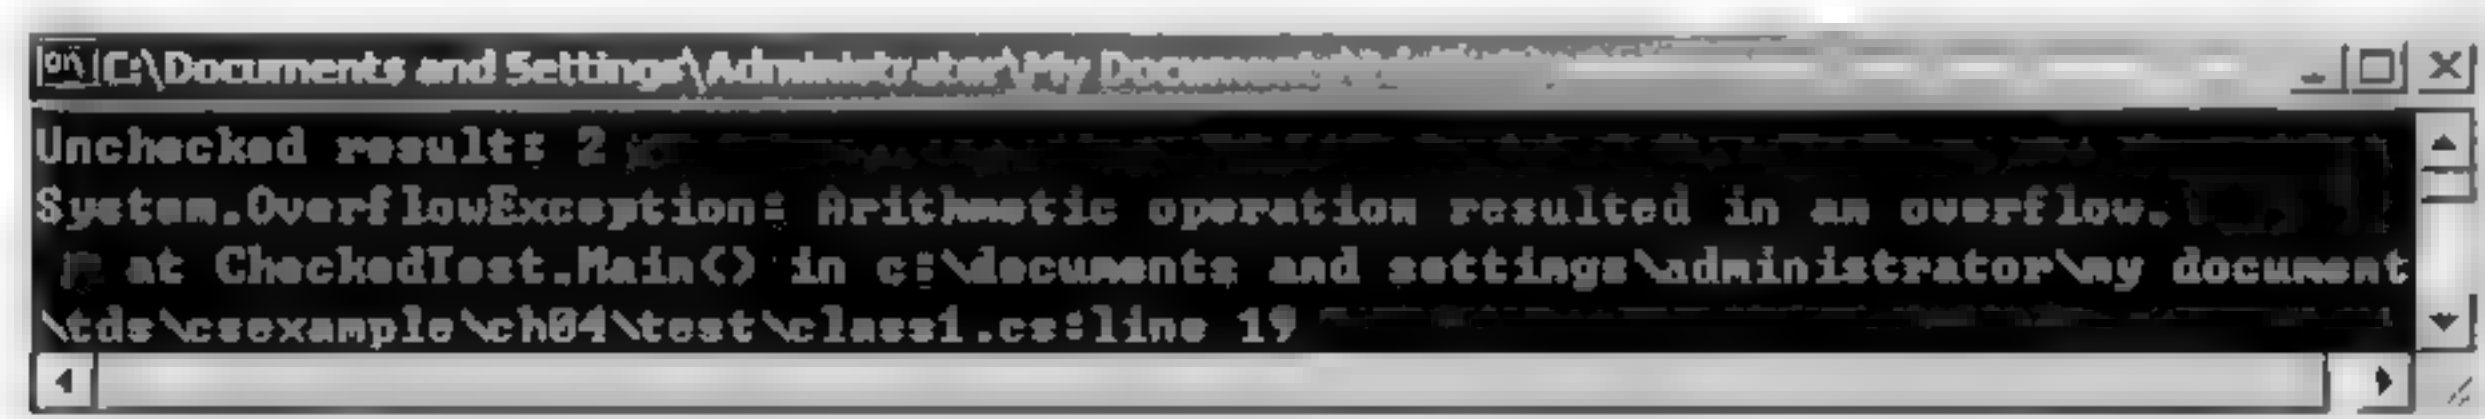 C:\Documents and Settings\Administrator\My
Unchecked result: 2
System.OverflowException: Arithmetic operation resulted in an overflow.
at CheckedTest.Main() in c:\documents and settings\administrator\my document
\tds\csexample\ch04\test\class1.cs:line 19